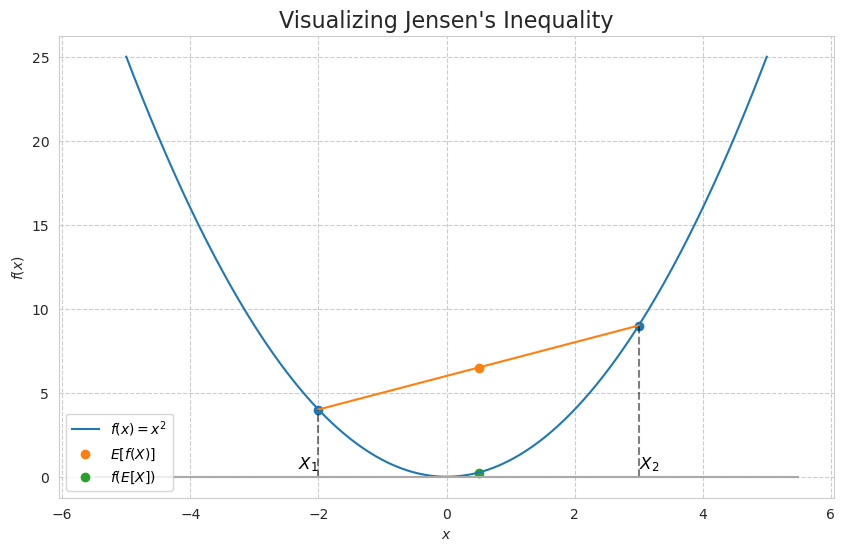 Visualizing Jensen's Inequality
25
20
15
10
5
0
f(x)
f(x) = x²
E[f(X)]
f(E[X])
X₁
X₂
−6 −4 −2 0 2 4 6
x